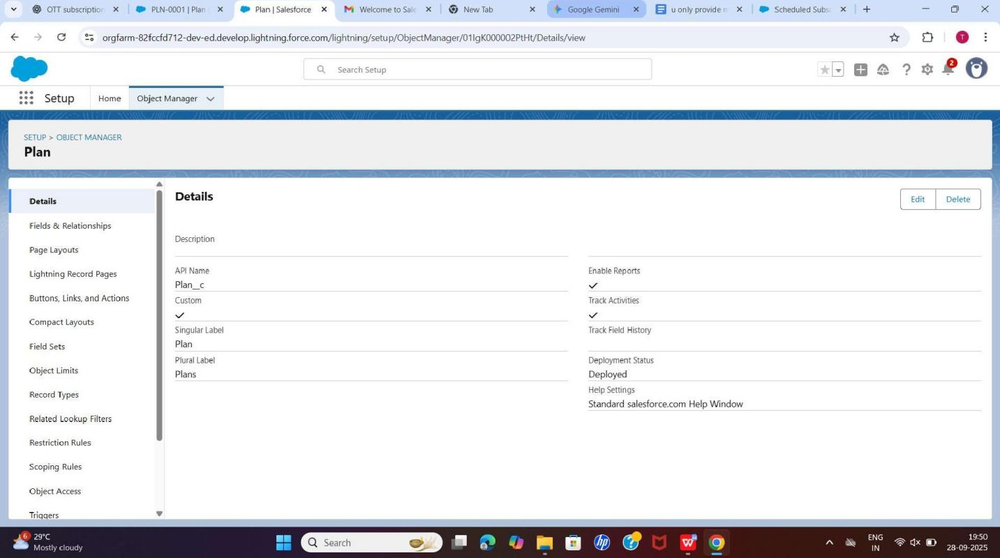 OTT subscription
PLN-0001 | Plan
Plan | Salesforce
Welcome to Sale
New Tab
Google Gemini
u only provide m
Scheduled Subs
orgfarm-82fccfd712-dev-ed.develop.lightning.force.com/lightning/setup/ObjectManager/01IgK000002PtHt/Details/view
T
Search Setup
2
Setup
Home
Object Manager
SETUP > OBJECT MANAGER
Plan
Details
Fields & Relationships
Page Layouts
Lightning Record Pages
Buttons, Links, and Actions
Compact Layouts
Field Sets
Object Limits
Record Types
Related Lookup Filters
Restriction Rules
Scoping Rules
Object Access
Triggers
Details
Edit
Delete
Description
API Name
Plan__c
Custom
Singular Label
Plan
Plural Label
Plans
Enable Reports
Track Activities
Track Field History
Deployment Status
Deployed
Help Settings
Standard salesforce.com Help Window
6
29°C
Mostly cloudy
Search
ENG
IN
19:50
28-09-2025